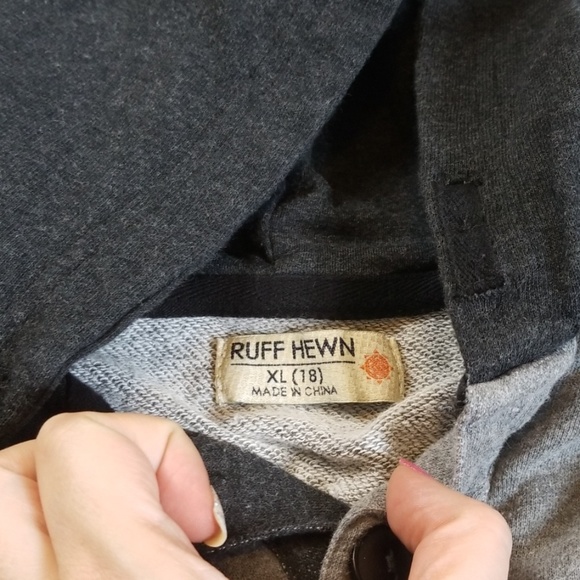 RUFF HEWN
XL (18)
MADE IN CHINA